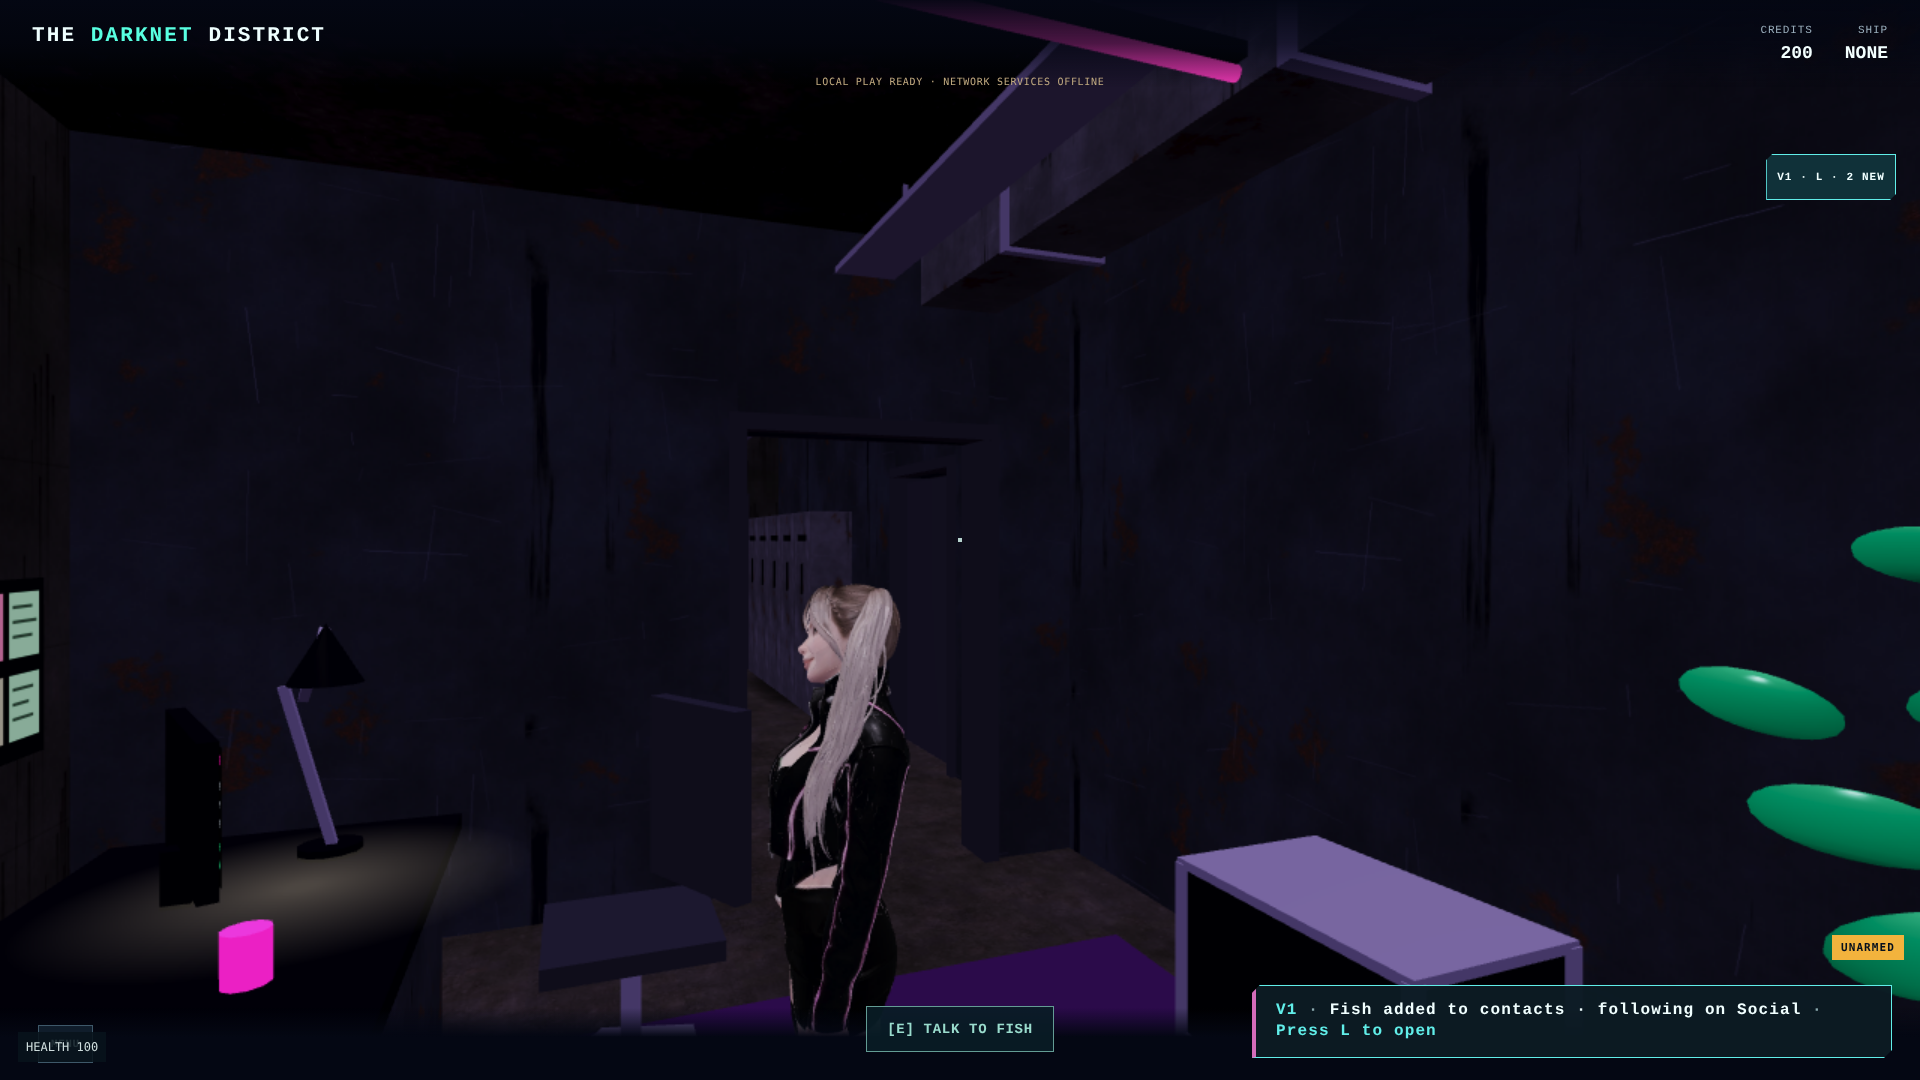 THE DARKNET DISTRICT
CREDITS
200
SHIP
NONE
LOCAL PLAY READY · NETWORK SERVICES OFFLINE
V1 · L · 2 NEW
UNARMED
V1 · Fish added to contacts · following on Social ·
Press L to open
[E] TALK TO FISH
HEALTH 100